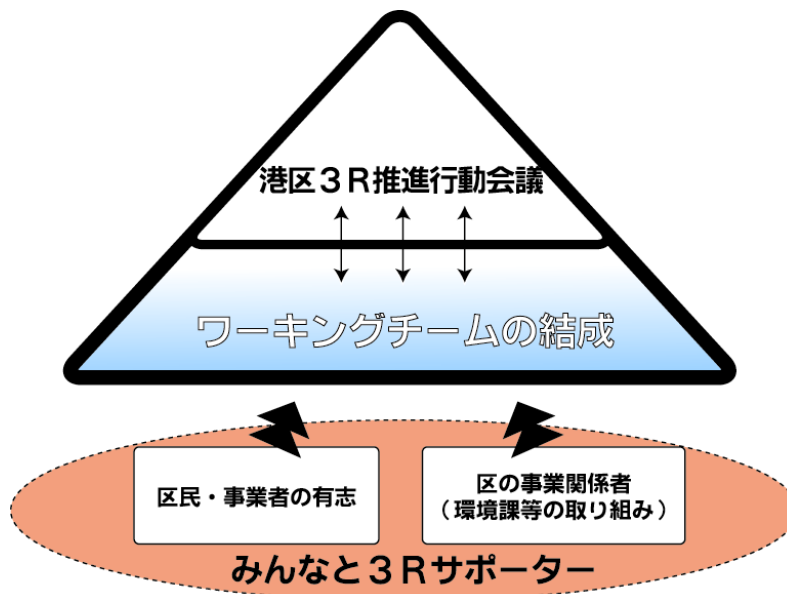 港区３Ｒ推進行動会議
ワーキングチームの結成
区民・事業者の有志
区の事業関係者
（環境課等の取り組み）
みんなと３Ｒサポーター